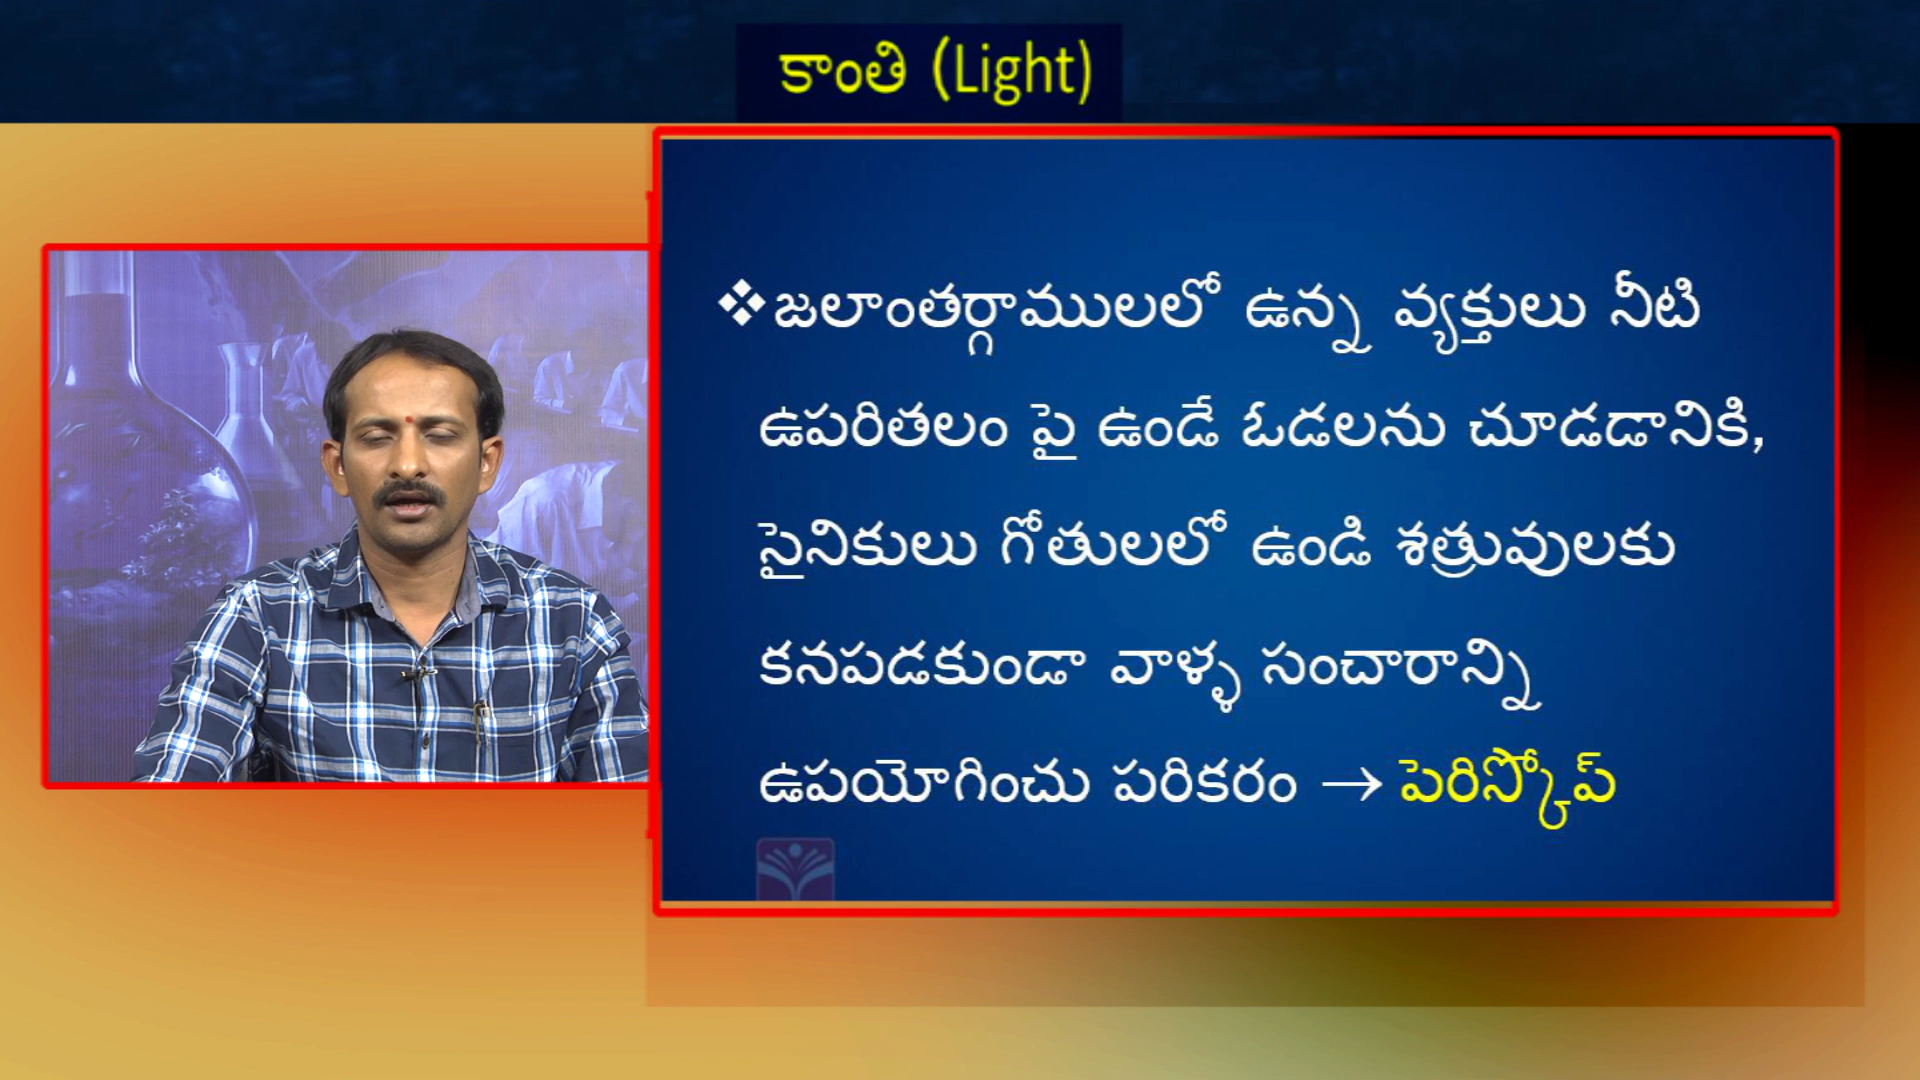 కాంతి (Light)
❖జలాంతర్గాములలో ఉన్న వ్యక్తులు నీటి
ఉపరితలం పై ఉండే ఓడలను చూడడానికి,
సైనికులు గోతులలో ఉండి శత్రువులకు
కనపడకుండా వాళ్ళ సంచారాన్ని
ఉపయోగించు పరికరం → పెరిస్కోప్